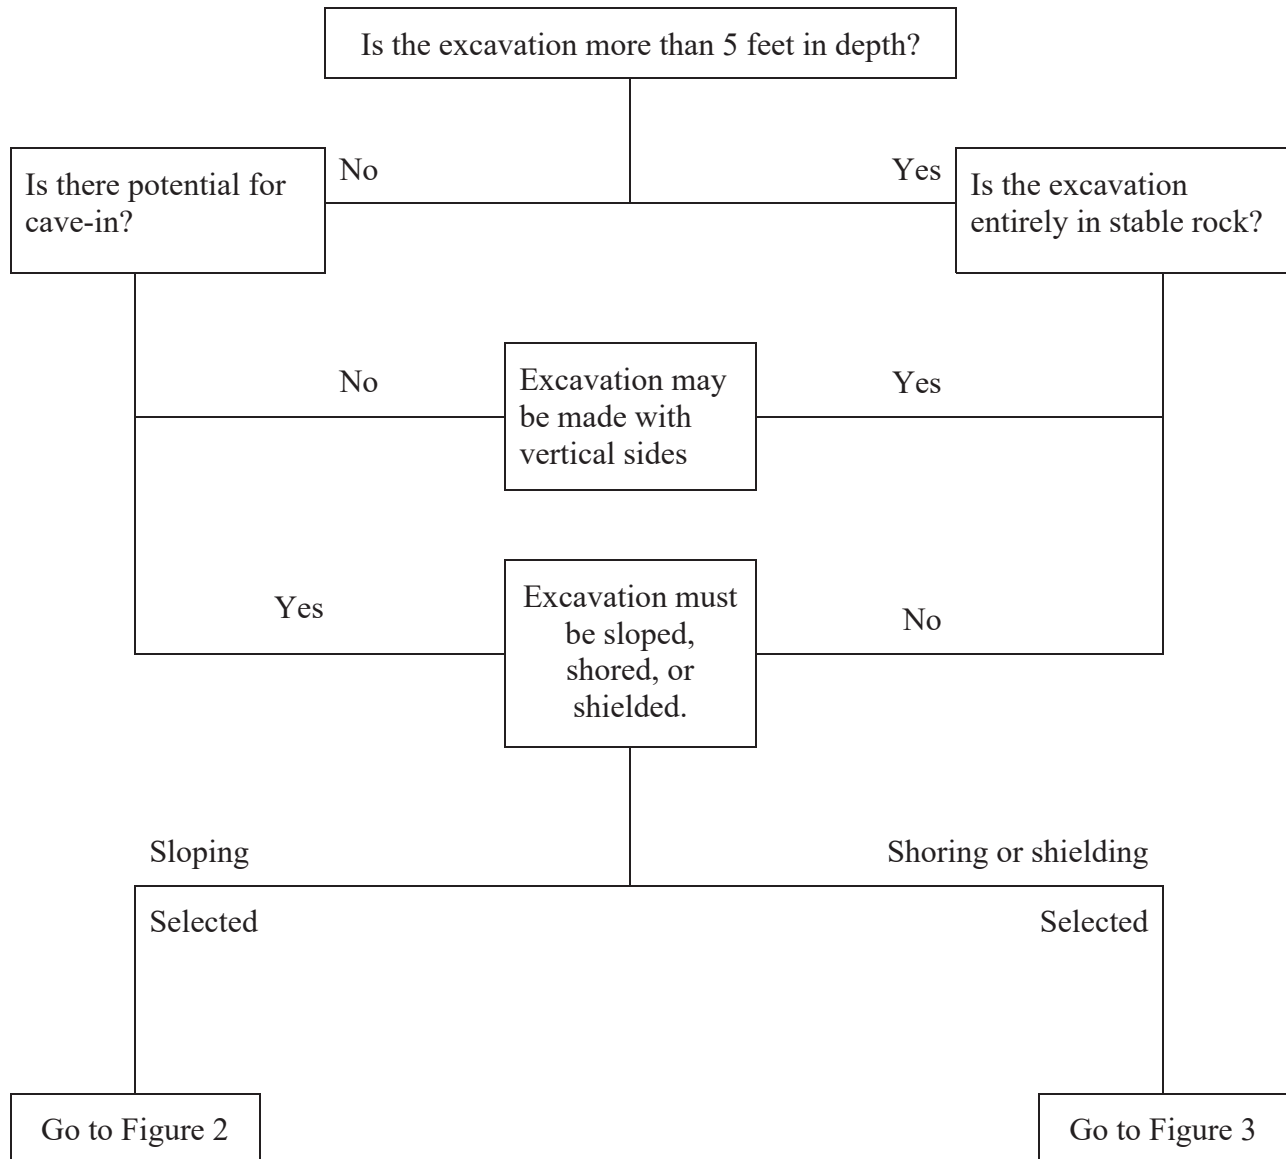 Is the excavation more than 5 feet in depth?
No
Yes
Is there potential for
cave-in?
Is the excavation
entirely in stable rock?
No
Excavation may
be made with
vertical sides
Yes
Yes
Excavation must
be sloped,
shored, or
shielded.
No
Sloping
Shoring or shielding
Selected
Selected
Go to Figure 2
Go to Figure 3